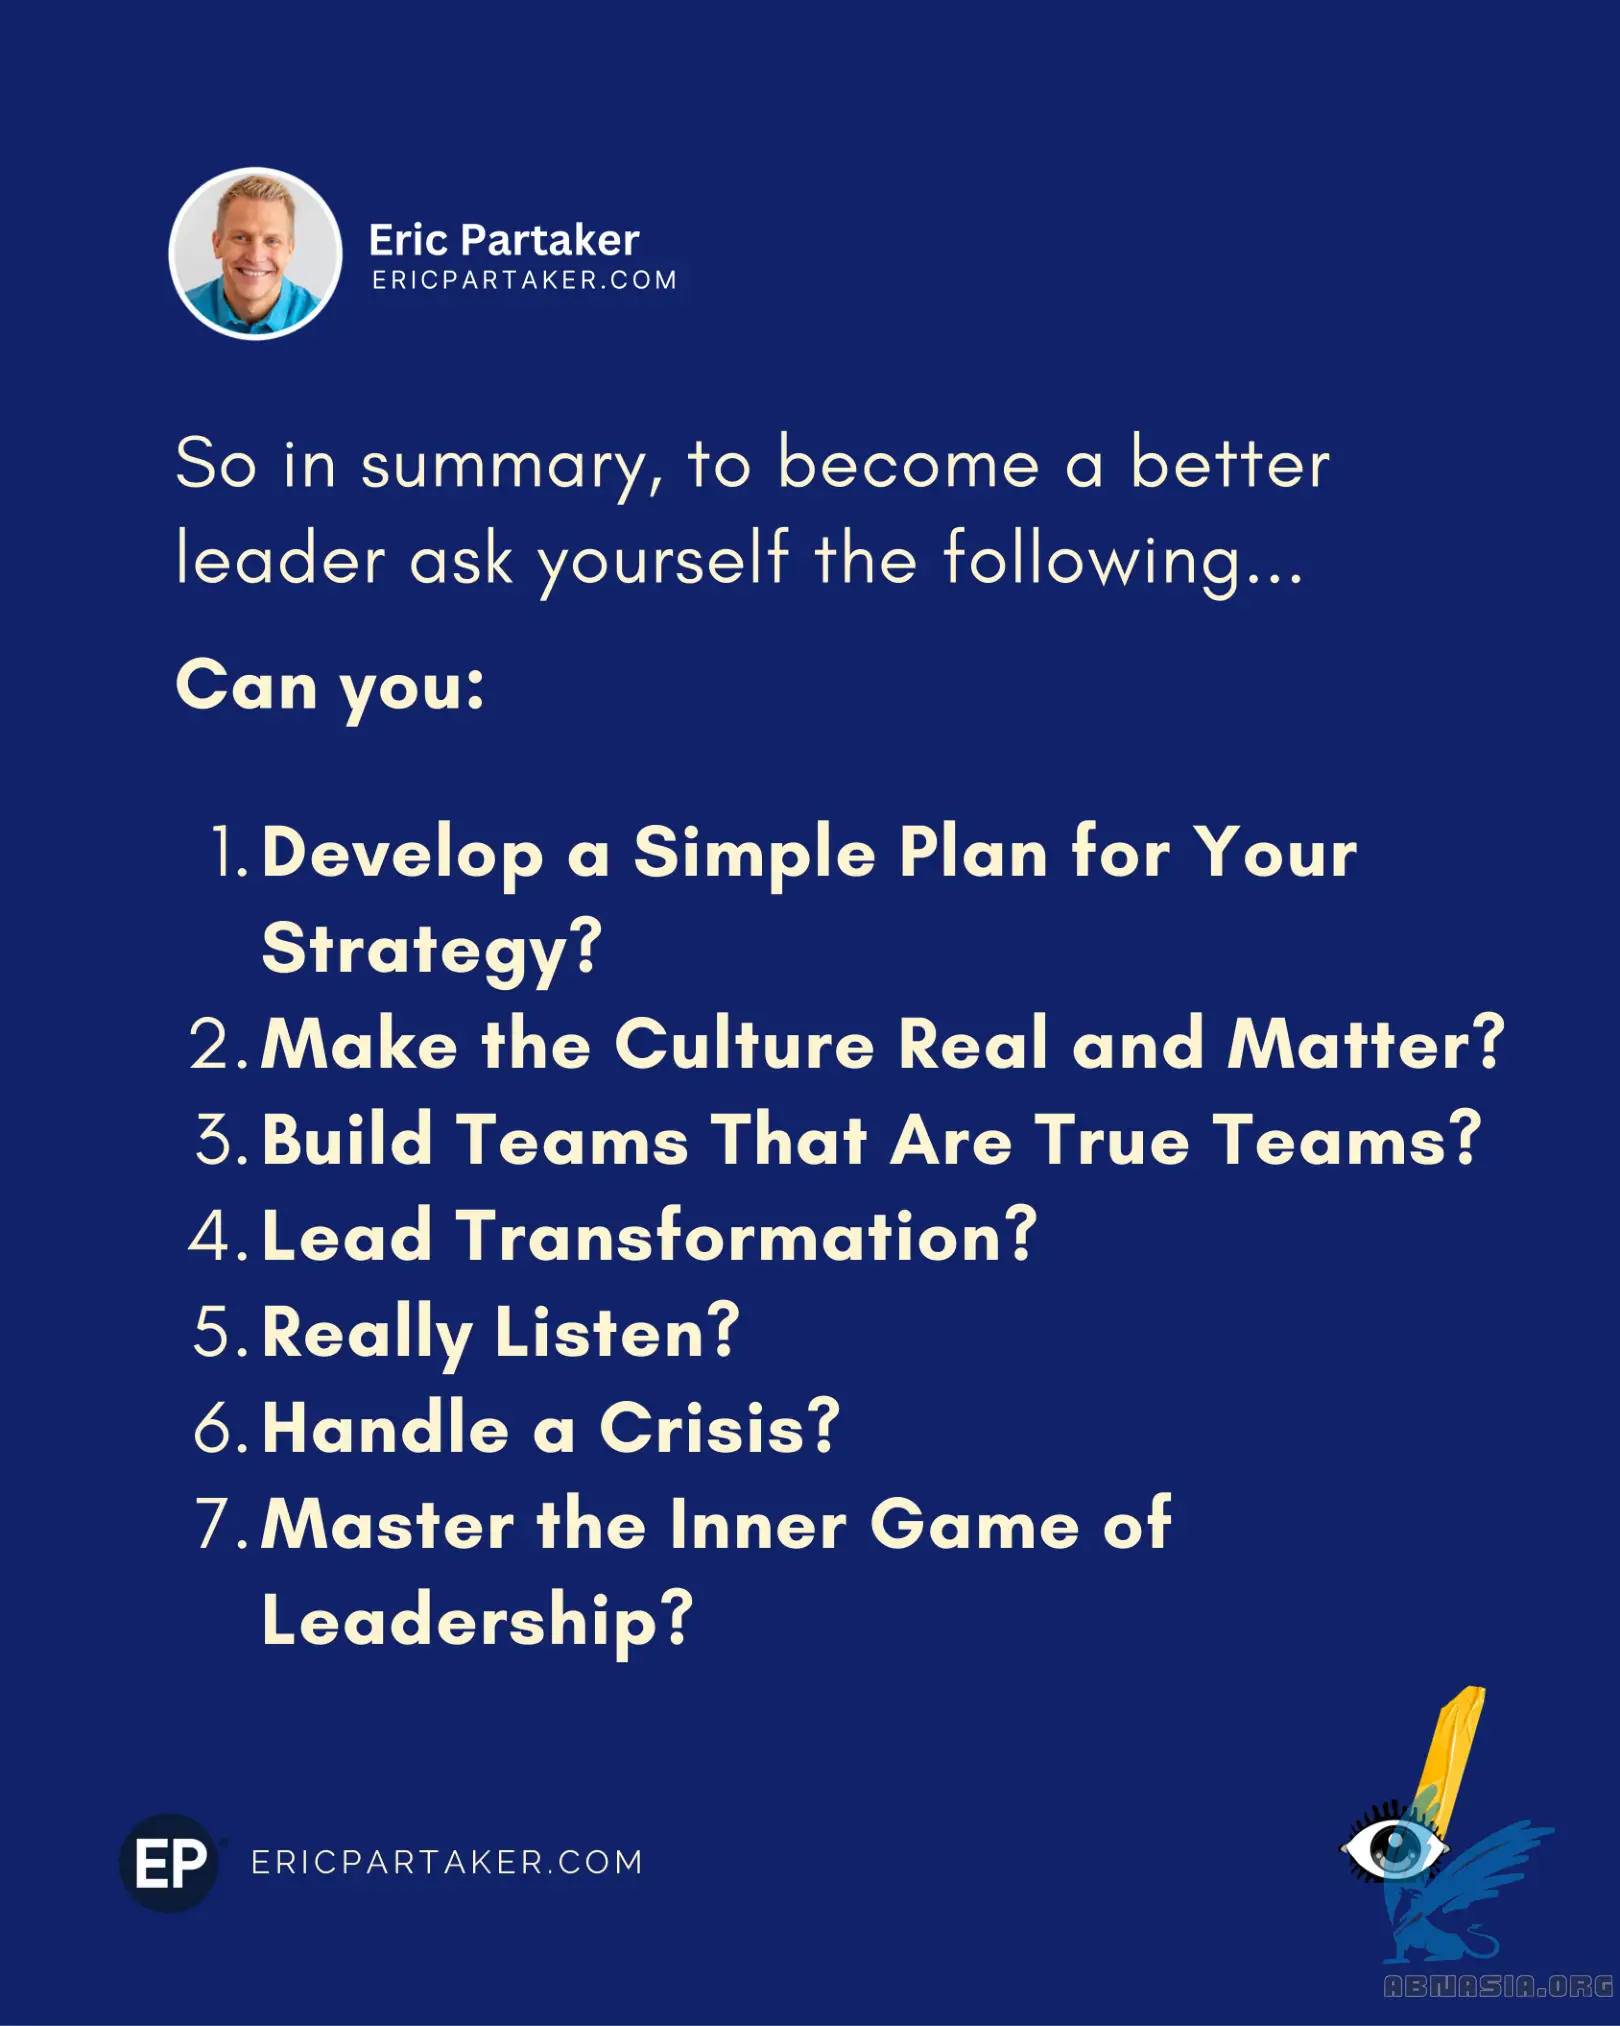 Eric Partaker
ERICPARTAKER.COM
So in summary, to become a better
leader ask yourself the following...
Can you:
1. Develop a Simple Plan for Your
Strategy?
2. Make the Culture Real and Matter?
3. Build Teams That Are True Teams?
4. Lead Transformation?
5. Really Listen?
6. Handle a Crisis?
7. Master the Inner Game of
Leadership?
EP
ERICPARTAKER.COM
ABNASIA.ORG